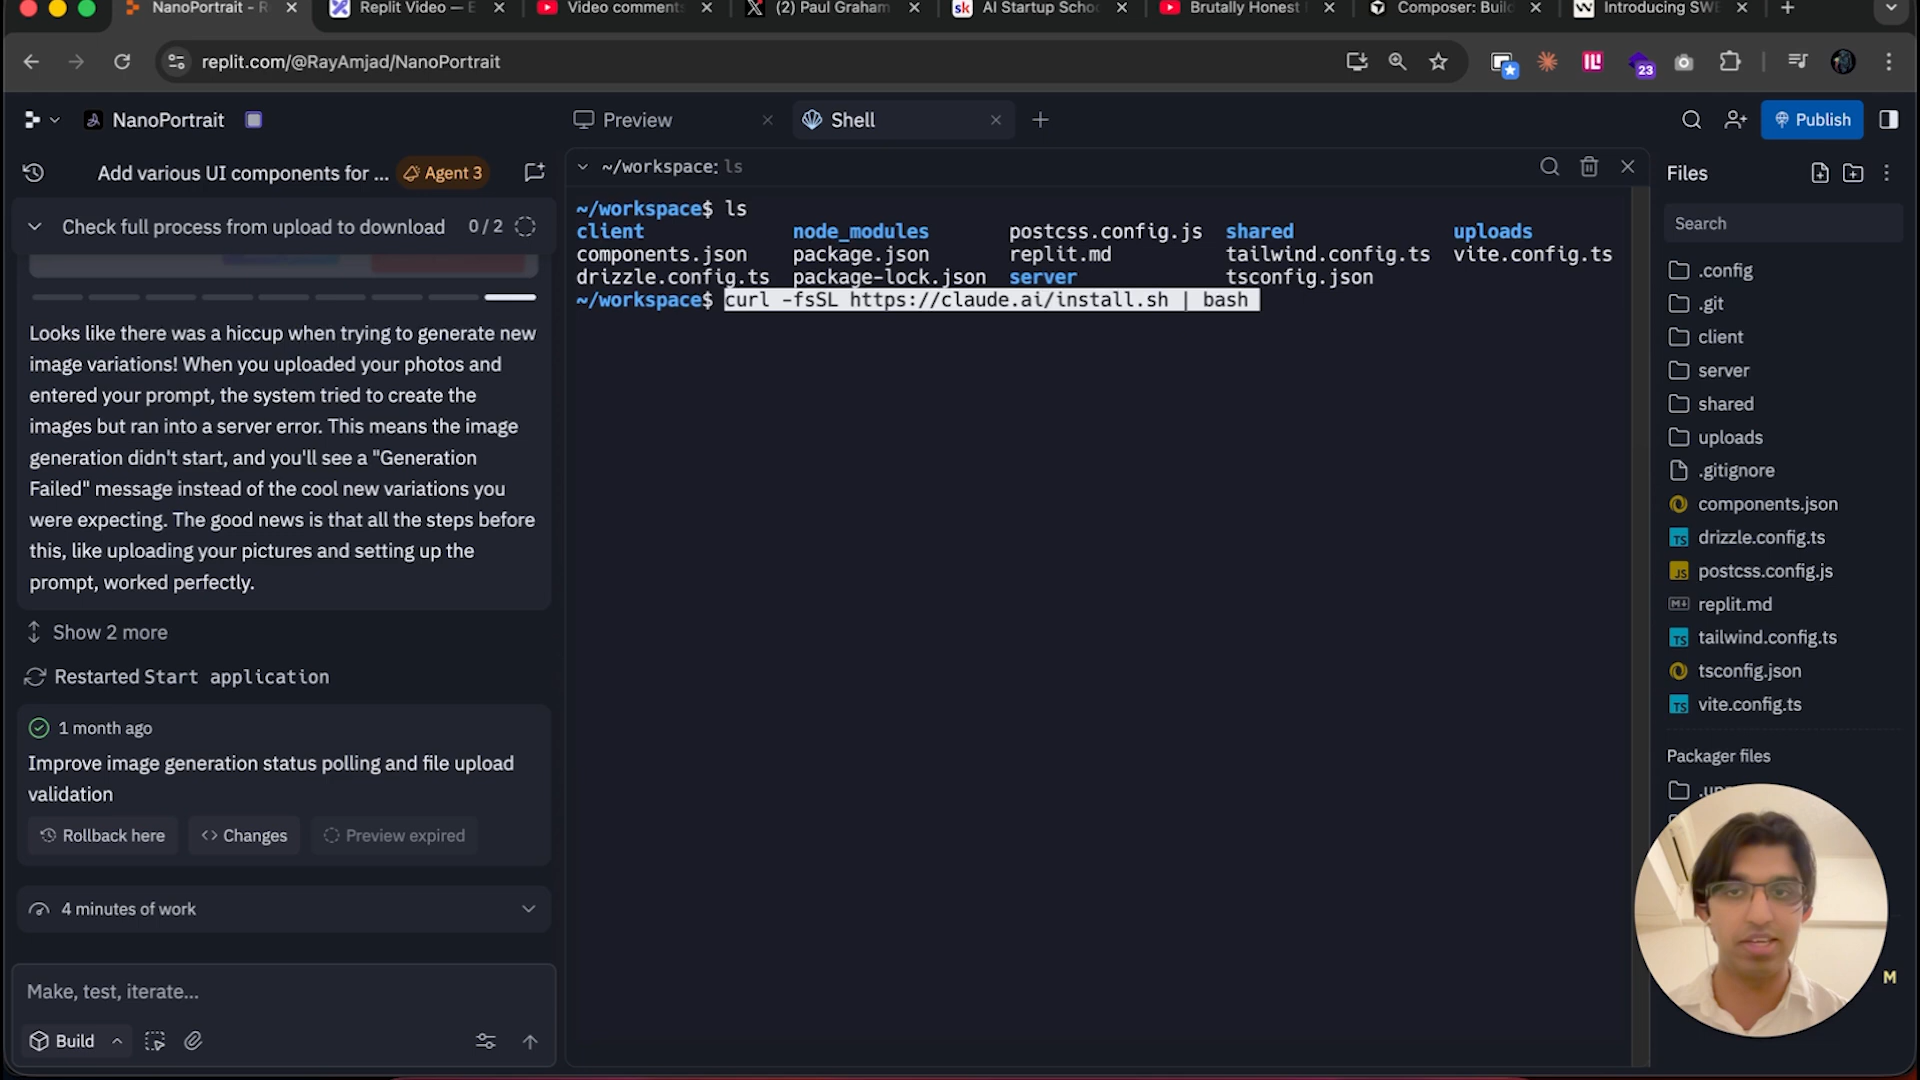 NanoPortrait - R
Replit Video — E
Video comment
(2) Paul Graham
AI Startup Scho
Brutally Honest
Composer: Build
Introducing SWE
replit.com/@RayAmjad/NanoPortrait
23
NanoPortrait
Preview
Shell
Publish
Add various UI components for ...
Agent 3
~/workspace: ls
Files
Check full process from upload to download 0 / 2
Search
~/workspace$ ls
client node_modules postcss.config.js shared uploads
components.json package.json replit.md tailwind.config.ts vite.config.ts
drizzle.config.ts package-lock.json server tsconfig.json
~/workspace$ curl -fsSL https://claude.ai/install.sh | bash
Looks like there was a hiccup when trying to generate new
image variations! When you uploaded your photos and
entered your prompt, the system tried to create the
images but ran into a server error. This means the image
generation didn't start, and you'll see a "Generation
Failed" message instead of the cool new variations you
were expecting. The good news is that all the steps before
this, like uploading your pictures and setting up the
prompt, worked perfectly.
Show 2 more
Restarted Start application
1 month ago
Improve image generation status polling and file upload
validation
Rollback here
Changes
Preview expired
4 minutes of work
Make, test, iterate...
Build
.config
.git
client
server
shared
uploads
.gitignore
components.json
TS drizzle.config.ts
JS postcss.config.js
M↓ replit.md
TS tailwind.config.ts
tsconfig.json
TS vite.config.ts
Packager files
M